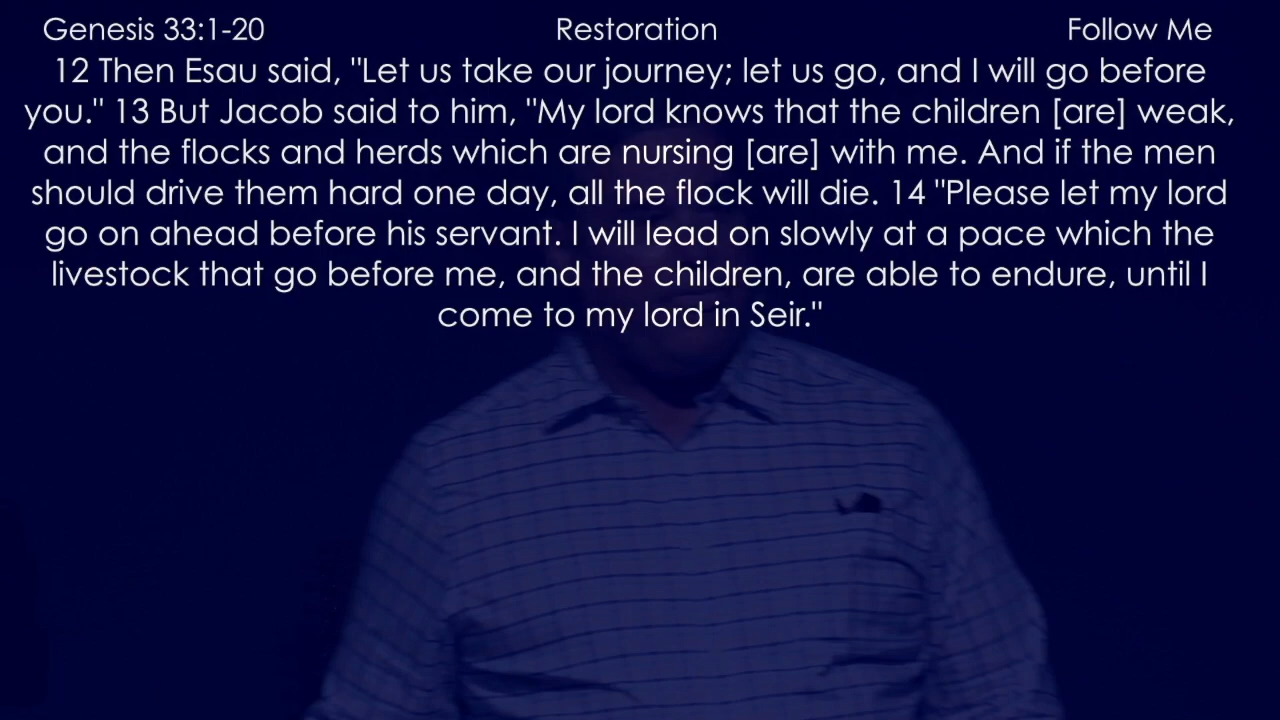 Genesis 33:1-20 Restoration Follow Me
12 Then Esau said, "Let us take our journey; let us go, and I will go before
you." 13 But Jacob said to him, "My lord knows that the children [are] weak,
and the flocks and herds which are nursing [are] with me. And if the men
should drive them hard one day, all the flock will die. 14 "Please let my lord
go on ahead before his servant. I will lead on slowly at a pace which the
livestock that go before me, and the children, are able to endure, until I
come to my lord in Seir."